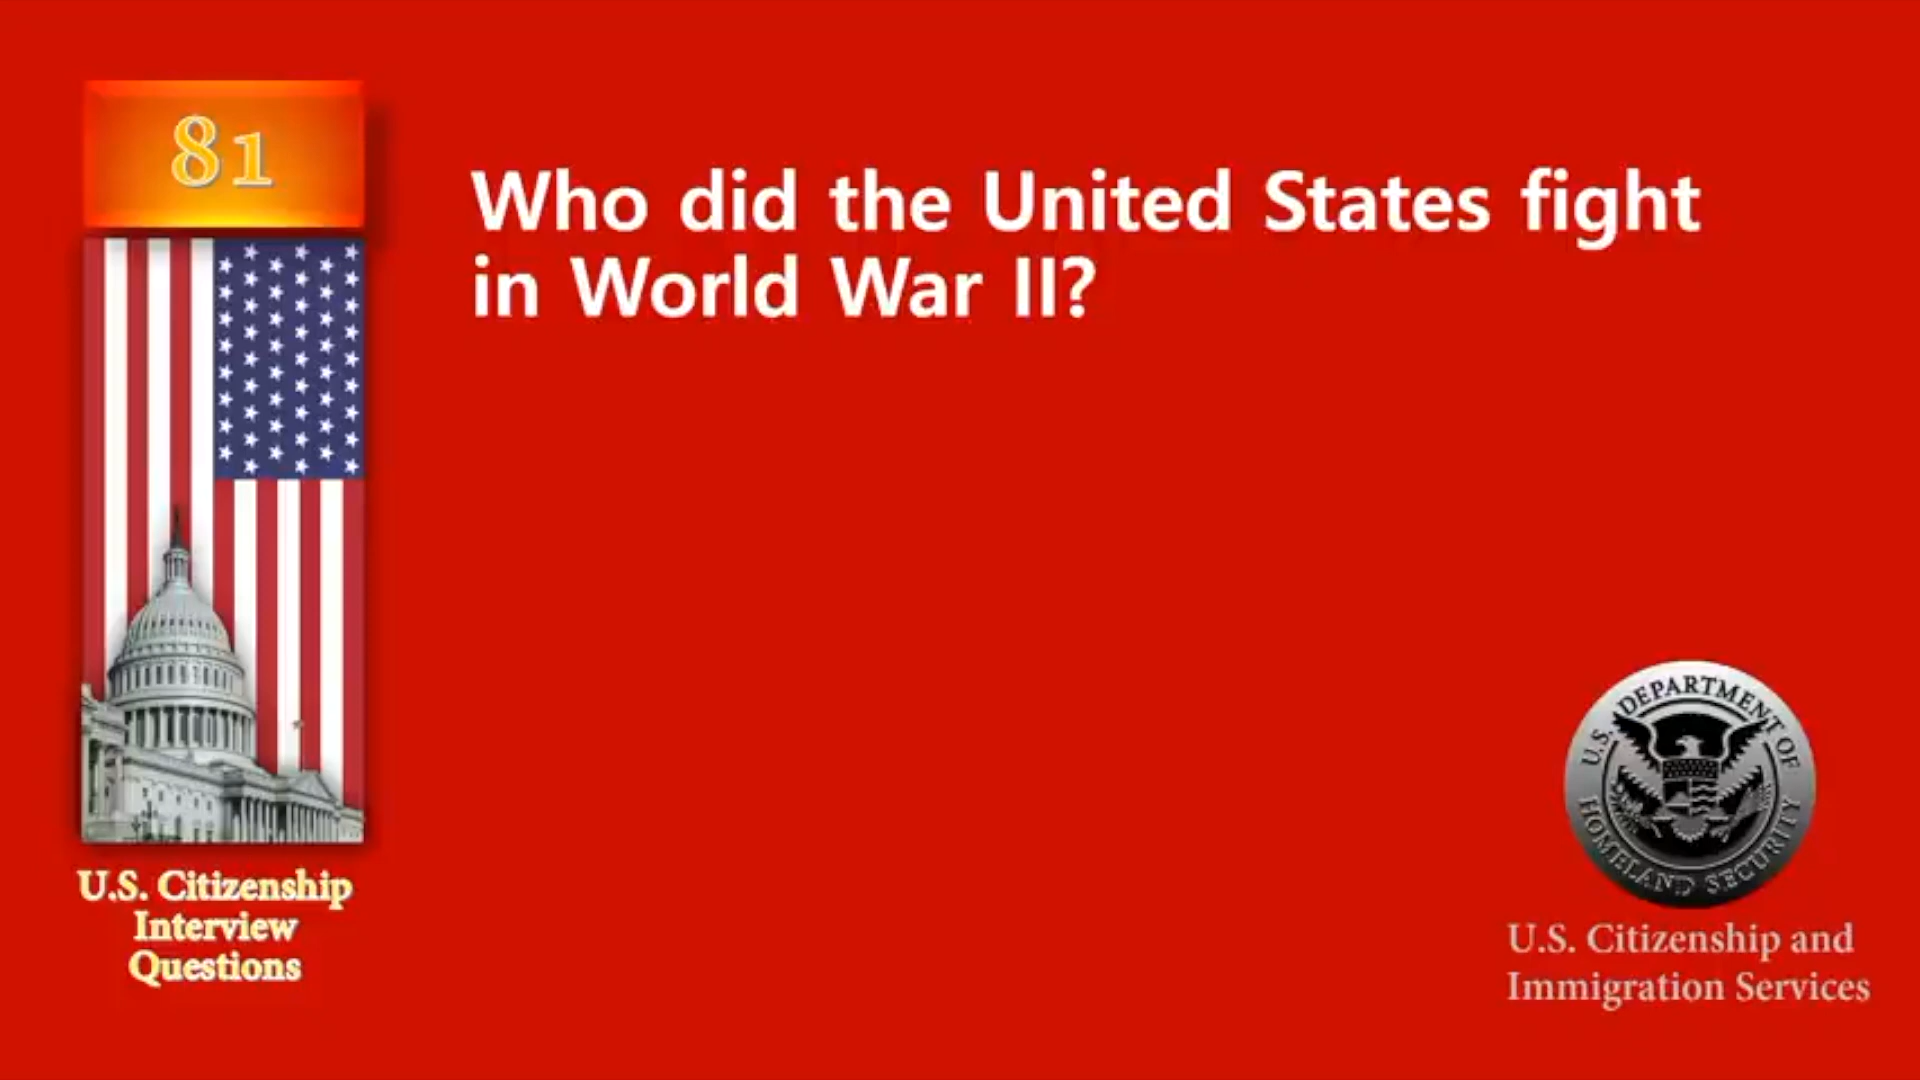 81
Who did the United States fight
in World War II?
U.S. Citizenship
Interview
Questions
U.S. DEPARTMENT OF
HOMELAND SECURITY
U.S. Citizenship and
Immigration Services